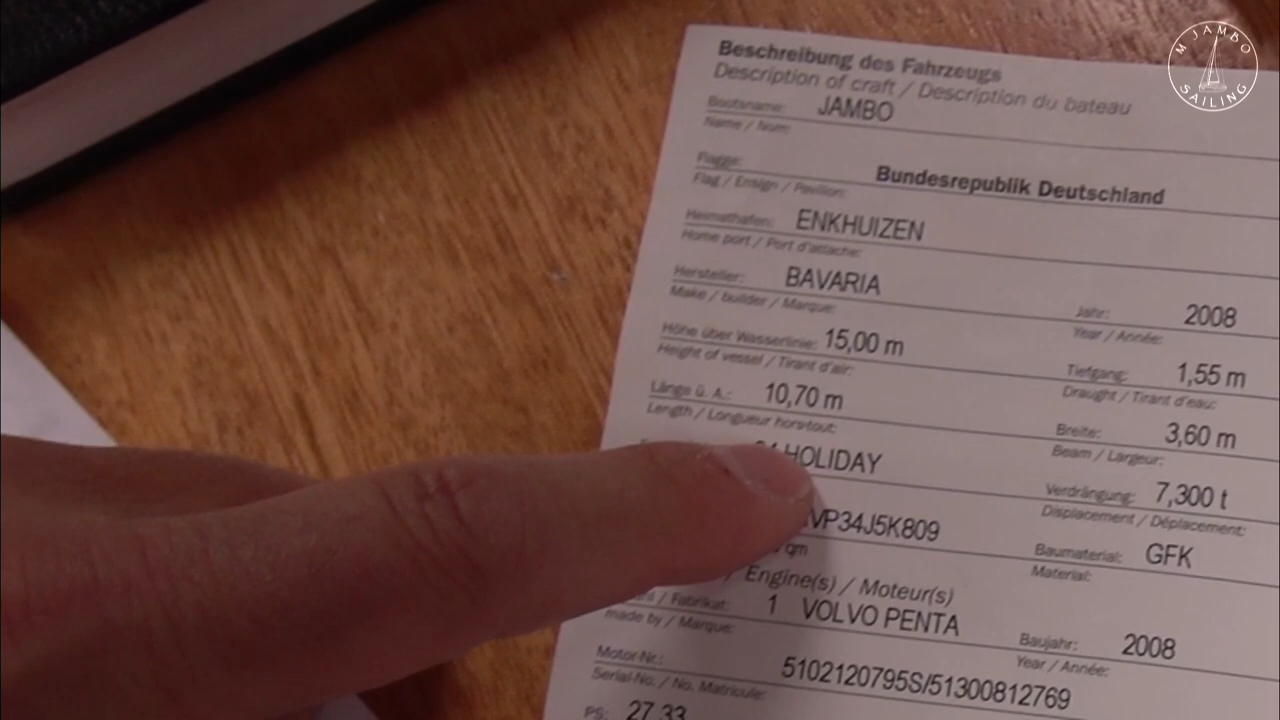 M JAMBO SAILING
Beschreibung des Fahrzeugs
Description of craft / Description du bateau
Bootsname: JAMBO
Name / Nom:
Flagge: Bundesrepublik Deutschland
Flag / Ensign / Pavillon:
Heimathafen: ENKHUIZEN
Home port / Port d'attache:
Hersteller: BAVARIA Jahr: 2008
Make / builder / Marque: Year / Année:
Höhe über Wasserlinie: 15,00 m Tiefgang: 1,55 m
Height of vessel / Tirant d'air: Draught / Tirant d'eau:
Länge ü. A.: 10,70 m Breite: 3,60 m
Length / Longueur hors-tout: Beam / Largeur:
HOLIDAY Verdrängung: 7,300 t
Displacement / Déplacement:
VP34J5K809 Baumaterial: GFK
qm Material:
/ Engine(s) / Moteur(s)
/ Fabrikat: 1 VOLVO PENTA Baujahr: 2008
made by / Marque: Year / Année:
Motor-Nr.: 5102120795S/51300812769
Serial-No. / No. Matricule:
PS: 27,33